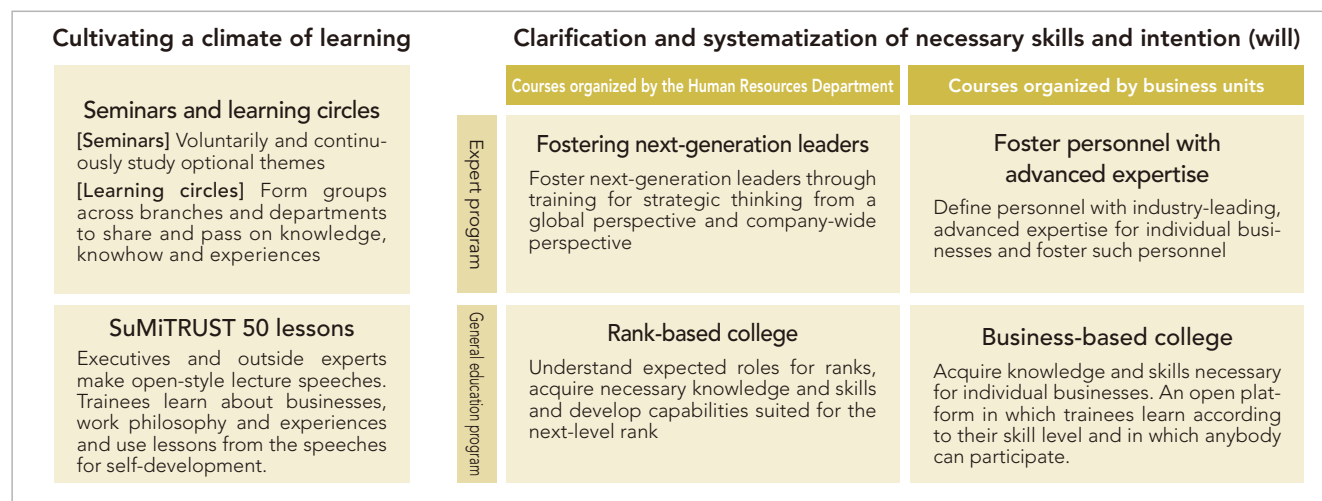 Cultivating a climate of learning
Seminars and learning circles
[Seminars] Voluntarily and continu-
ously study optional themes
[Learning circles] Form groups
across branches and departments
to share and pass on knowledge,
knowhow and experiences
SuMiTRUST 50 lessons
Executives and outside experts
make open-style lecture speeches.
Trainees learn about businesses,
work philosophy and experiences
and use lessons from the speeches
for self-development.
Clarification and systematization of necessary skills and intention (will)
Courses organized by the Human Resources Department
Courses organized by business units
Expert program
Fostering next-generation leaders
Foster next-generation leaders through
training for strategic thinking from a
global perspective and company-wide
perspective
Foster personnel with
advanced expertise
Define personnel with industry-leading,
advanced expertise for individual busi-
nesses and foster such personnel
General education program
Rank-based college
Understand expected roles for ranks,
acquire necessary knowledge and skills
and develop capabilities suited for the
next-level rank
Business-based college
Acquire knowledge and skills necessary
for individual businesses. An open plat-
form in which trainees learn according
to their skill level and in which anybody
can participate.